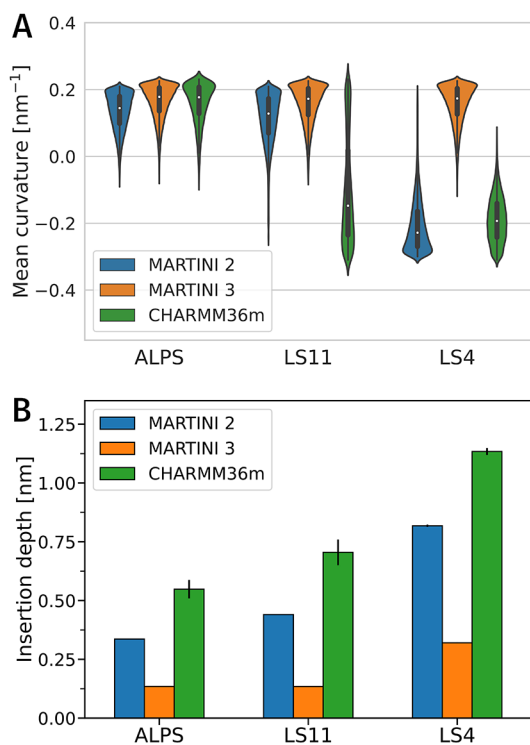 A
Mean curvature [nm⁻¹]
0.4
0.2
0.0
−0.2
−0.4
MARTINI 2
MARTINI 3
CHARMM36m
ALPS LS11 LS4
B
Insertion depth [nm]
1.25
1.00
0.75
0.50
0.25
0.00
MARTINI 2
MARTINI 3
CHARMM36m
ALPS LS11 LS4